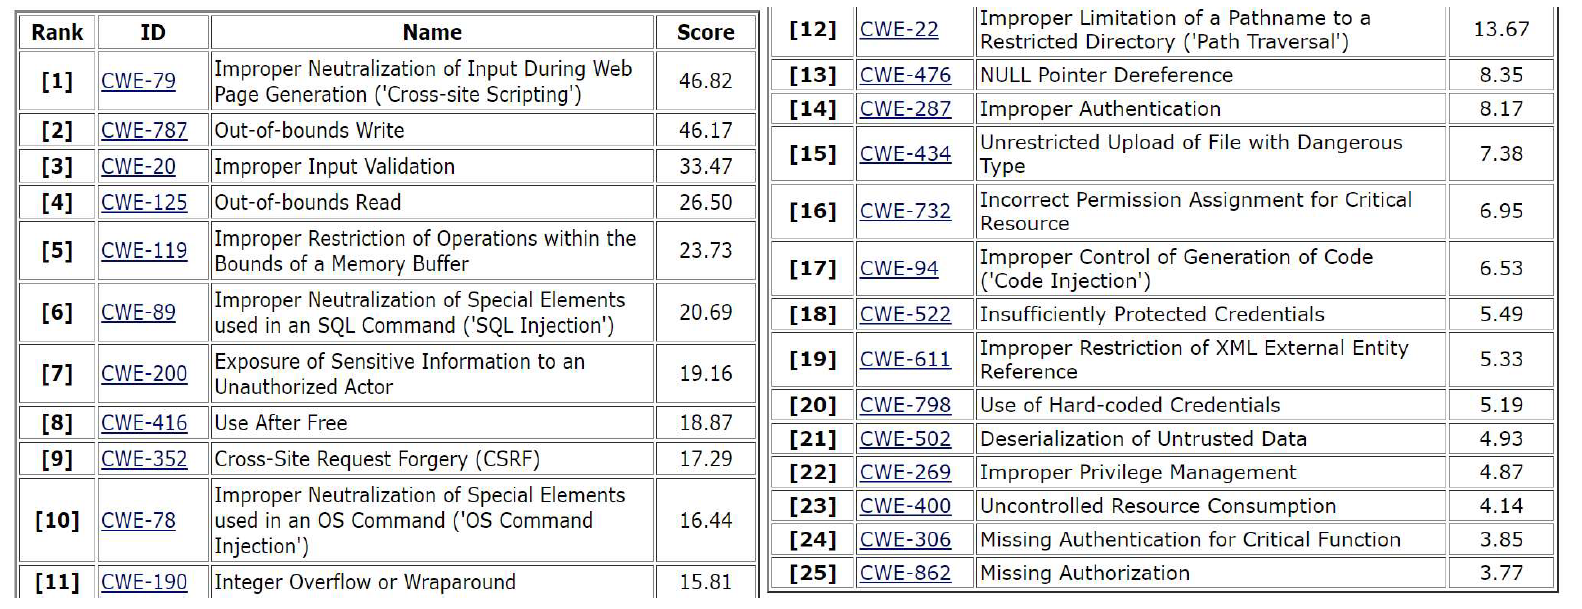 Rank ID Name Score
[1] CWE-79 Improper Neutralization of Input During Web
Page Generation ('Cross-site Scripting') 46.82
[2] CWE-787 Out-of-bounds Write 46.17
[3] CWE-20 Improper Input Validation 33.47
[4] CWE-125 Out-of-bounds Read 26.50
[5] CWE-119 Improper Restriction of Operations within the
Bounds of a Memory Buffer 23.73
[6] CWE-89 Improper Neutralization of Special Elements
used in an SQL Command ('SQL Injection') 20.69
[7] CWE-200 Exposure of Sensitive Information to an
Unauthorized Actor 19.16
[8] CWE-416 Use After Free 18.87
[9] CWE-352 Cross-Site Request Forgery (CSRF) 17.29
[10] CWE-78 Improper Neutralization of Special Elements
used in an OS Command ('OS Command
Injection') 16.44
[11] CWE-190 Integer Overflow or Wraparound 15.81
[12] CWE-22 Improper Limitation of a Pathname to a
Restricted Directory ('Path Traversal') 13.67
[13] CWE-476 NULL Pointer Dereference 8.35
[14] CWE-287 Improper Authentication 8.17
[15] CWE-434 Unrestricted Upload of File with Dangerous
Type 7.38
[16] CWE-732 Incorrect Permission Assignment for Critical
Resource 6.95
[17] CWE-94 Improper Control of Generation of Code
('Code Injection') 6.53
[18] CWE-522 Insufficiently Protected Credentials 5.49
[19] CWE-611 Improper Restriction of XML External Entity
Reference 5.33
[20] CWE-798 Use of Hard-coded Credentials 5.19
[21] CWE-502 Deserialization of Untrusted Data 4.93
[22] CWE-269 Improper Privilege Management 4.87
[23] CWE-400 Uncontrolled Resource Consumption 4.14
[24] CWE-306 Missing Authentication for Critical Function 3.85
[25] CWE-862 Missing Authorization 3.77